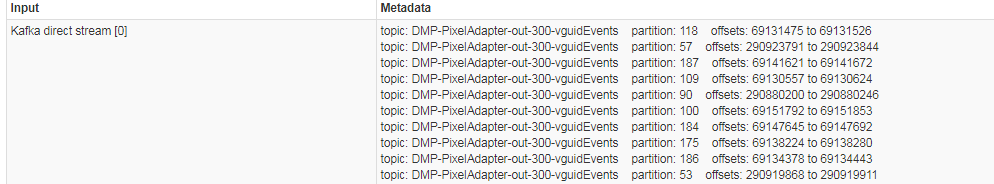 Input Metadata
Kafka direct stream [0] topic: DMP-PixelAdapter-out-300-vguidEvents partition: 118 offsets: 69131475 to 69131526
topic: DMP-PixelAdapter-out-300-vguidEvents partition: 57 offsets: 290923791 to 290923844
topic: DMP-PixelAdapter-out-300-vguidEvents partition: 187 offsets: 69141621 to 69141672
topic: DMP-PixelAdapter-out-300-vguidEvents partition: 109 offsets: 69130557 to 69130624
topic: DMP-PixelAdapter-out-300-vguidEvents partition: 90 offsets: 290880200 to 290880246
topic: DMP-PixelAdapter-out-300-vguidEvents partition: 100 offsets: 69151792 to 69151853
topic: DMP-PixelAdapter-out-300-vguidEvents partition: 184 offsets: 69147645 to 69147692
topic: DMP-PixelAdapter-out-300-vguidEvents partition: 175 offsets: 69138224 to 69138280
topic: DMP-PixelAdapter-out-300-vguidEvents partition: 186 offsets: 69134378 to 69134443
topic: DMP-PixelAdapter-out-300-vguidEvents partition: 53 offsets: 290919868 to 290919911